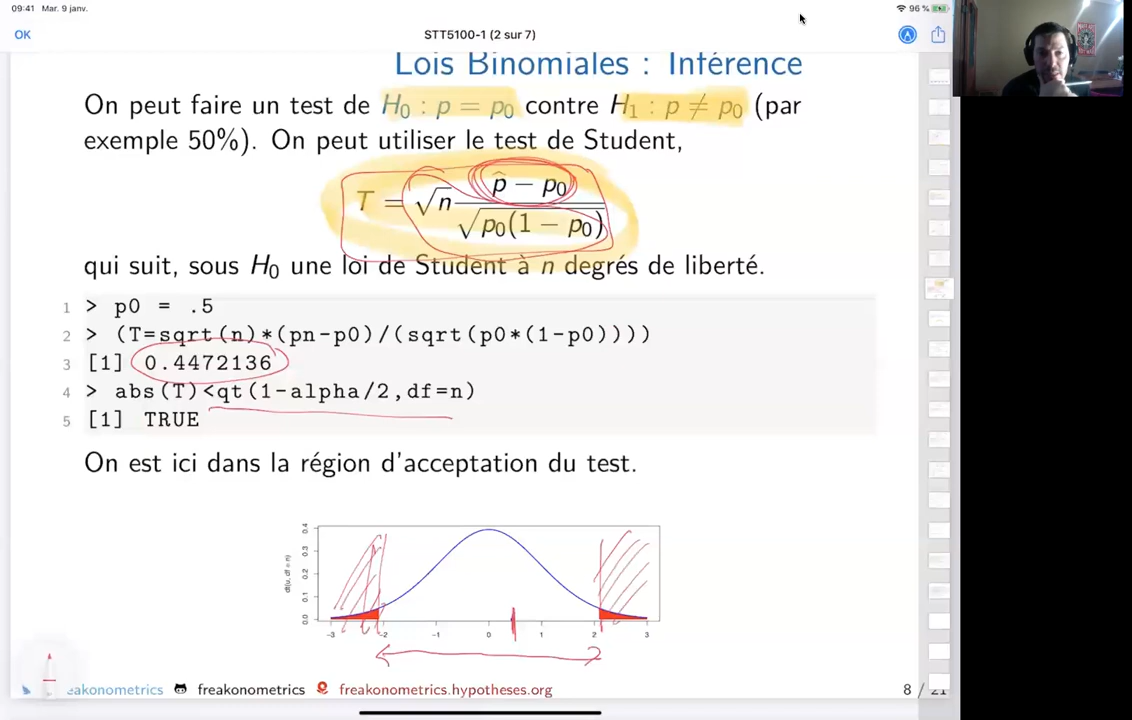 09:41 Mar. 9 janv.
96 %
OK
STT5100-1 (2 sur 7)
Lois Binomiales : Inférence
On peut faire un test de H₀ : p = p₀ contre H₁ : p ≠ p₀ (par
exemple 50%). On peut utiliser le test de Student,
T = √n (p̂ − p₀) / √(p₀(1 − p₀))
qui suit, sous H₀ une loi de Student à n degrés de liberté.
1 > p0 = .5
2 > (T=sqrt(n)*(pn-p0)/(sqrt(p0*(1-p0))))
3 [1] 0.4472136
4 > abs(T)<qt(1-alpha/2,df=n)
5 [1] TRUE
On est ici dans la région d'acceptation du test.
dt(u, df = n)
0.4
0.3
0.2
0.1
0.0
-3 -2 -1 0 1 2 3
eakonometrics freakonometrics freakonometrics.hypotheses.org 8 / 21